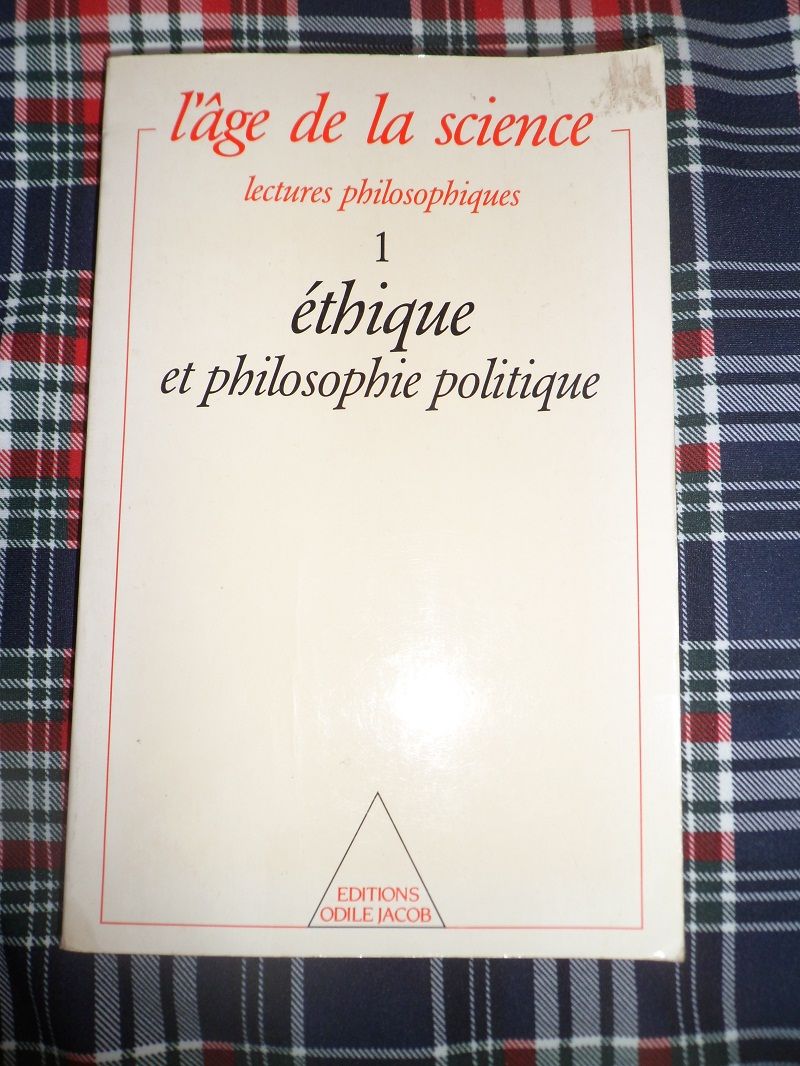 l'âge de la science
lectures philosophiques
1
éthique
et philosophie politique
EDITIONS
ODILE JACOB